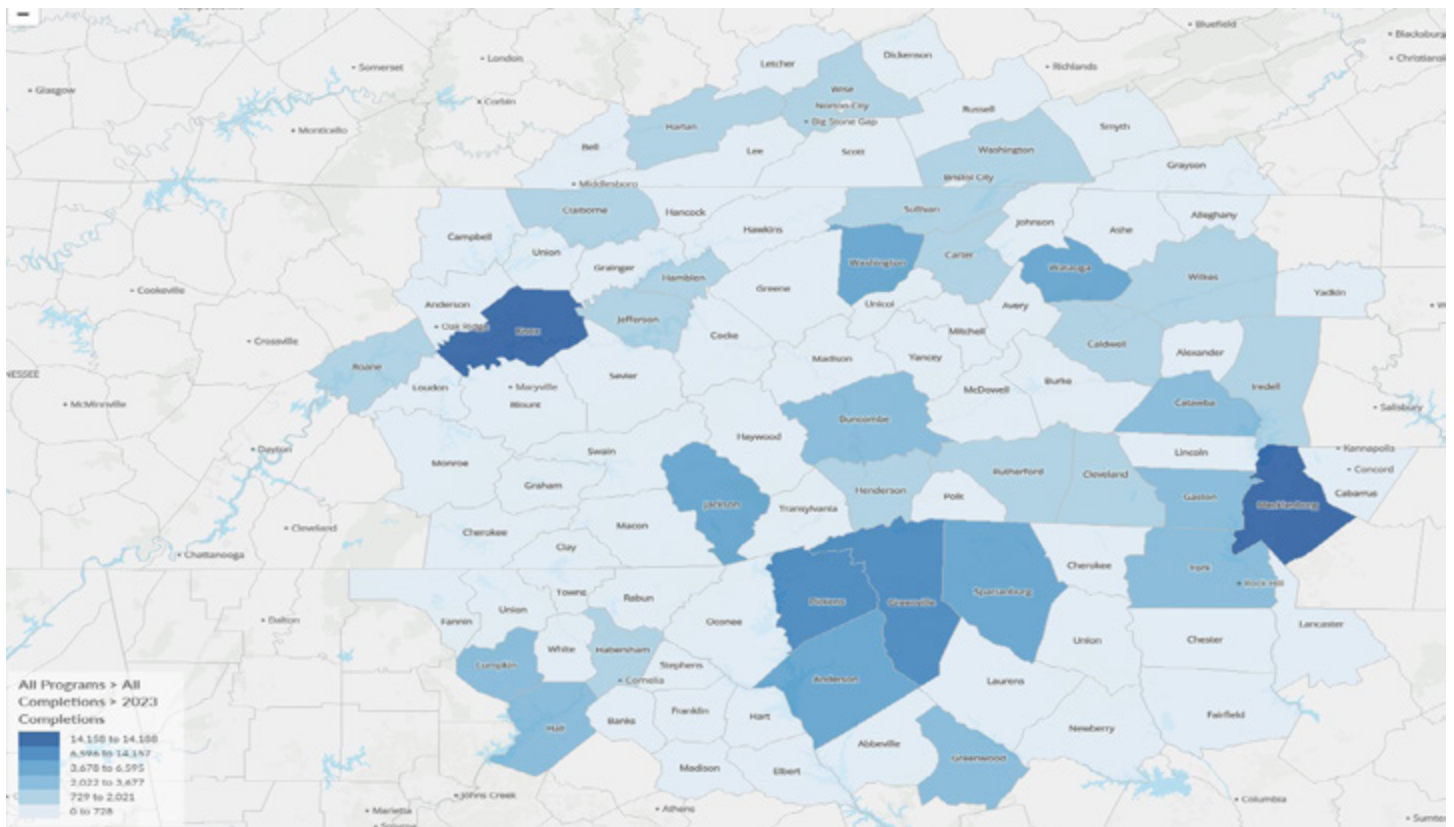 Bluefield
Blacksburg
London
Letcher
Dickenson
Somerset
Richlands
Christiansb
Glasgow
Wise
Norton City
Corbin
Russell
Big Stone Gap
Monticello
Harlan
Smyth
Bell
Lee
Scott
Washington
Grayson
Bristol City
Middlesboro
Claiborne
Hancock
Sullivan
Johnson
Alleghany
Campbell
Hawkins
Ashe
Union
Washington
Carter
Watauga
Wilkes
Grainger
Hamblen
Cookeville
Greene
Yadkin
Anderson
Unicoi
Avery
Oak Ridge
Knox
Jefferson
Cocke
Mitchell
Crossville
Caldwell
Alexander
Madison
Yancey
Roane
NESSEE
Sevier
Burke
Loudon
Maryville
McDowell
Iredell
McMinnville
Blount
Catawba
Salisbury
Buncombe
Haywood
Dayton
Swain
Lincoln
Kannapolis
Monroe
Concord
Rutherford
Cleveland
Graham
Henderson
Polk
Gaston
Cabarrus
Jackson
Transylvania
Mecklenburg
Cleveland
Cherokee
Macon
Clay
Chattanooga
Cherokee
York
Rock Hill
Towns
Rabun
Pickens
Greenville
Spartanburg
Union
Fannin
Oconee
Lancaster
Dalton
Union
Chester
White
Habersham
Lumpkin
Stephens
Cornelia
Anderson
Laurens
Franklin
Hart
Fairfield
Banks
Hall
Newberry
Abbeville
Greenwood
Madison
Elbert
Johns Creek
Columbia
Marietta
Athens
Sumter
All Programs > All
Completions > 2023
Completions
14,158 to 14,188
6,596 to 14,157
3,678 to 6,595
2,022 to 3,677
729 to 2,021
0 to 728